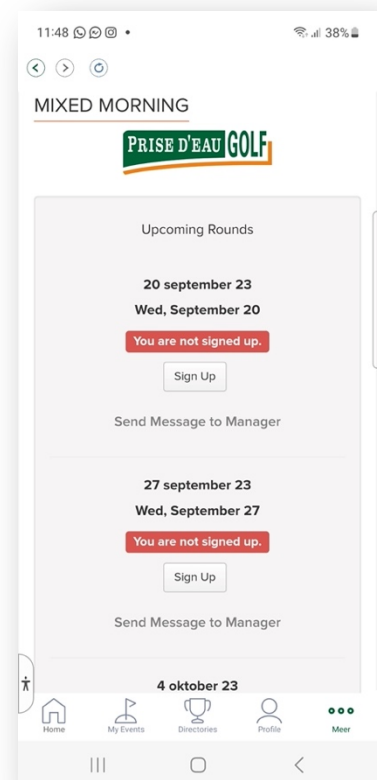 11:48
38%
MIXED MORNING
PRISE D'EAU GOLF
Upcoming Rounds
20 september 23
Wed, September 20
You are not signed up.
Sign Up
Send Message to Manager
27 september 23
Wed, September 27
You are not signed up.
Sign Up
Send Message to Manager
4 oktober 23
Home My Events Directories Profile Meer